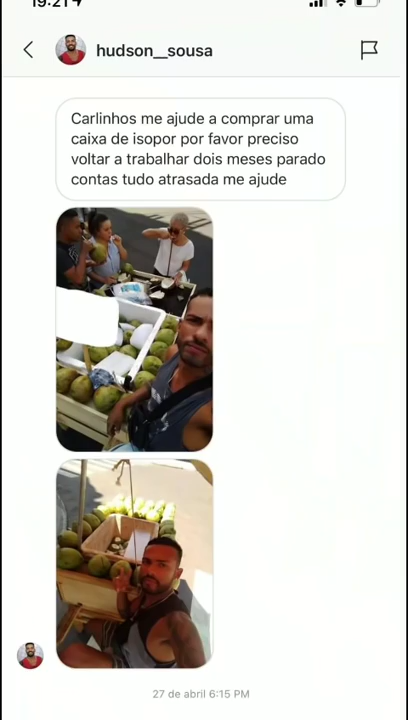 19:21
hudson__sousa
Carlinhos me ajude a comprar uma
caixa de isopor por favor preciso
voltar a trabalhar dois meses parado
contas tudo atrasada me ajude
27 de abril 6:15 PM